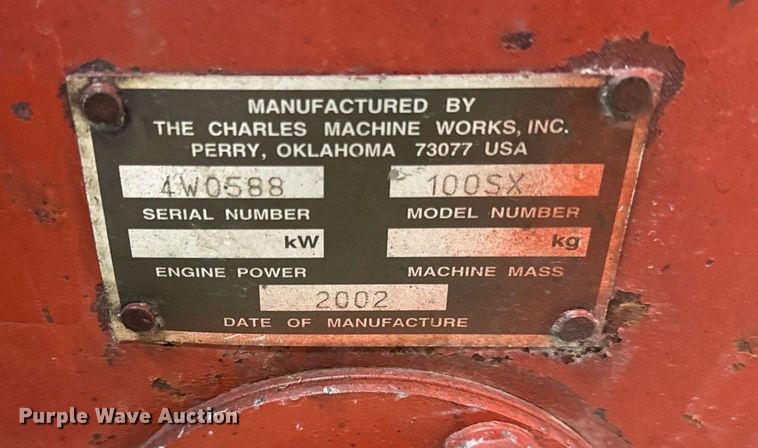 MANUFACTURED BY
THE CHARLES MACHINE WORKS, INC.
PERRY, OKLAHOMA 73077 USA
4W0588 100SX
SERIAL NUMBER MODEL NUMBER
kW kg
ENGINE POWER MACHINE MASS
2002
DATE OF MANUFACTURE
Purple Wave Auction